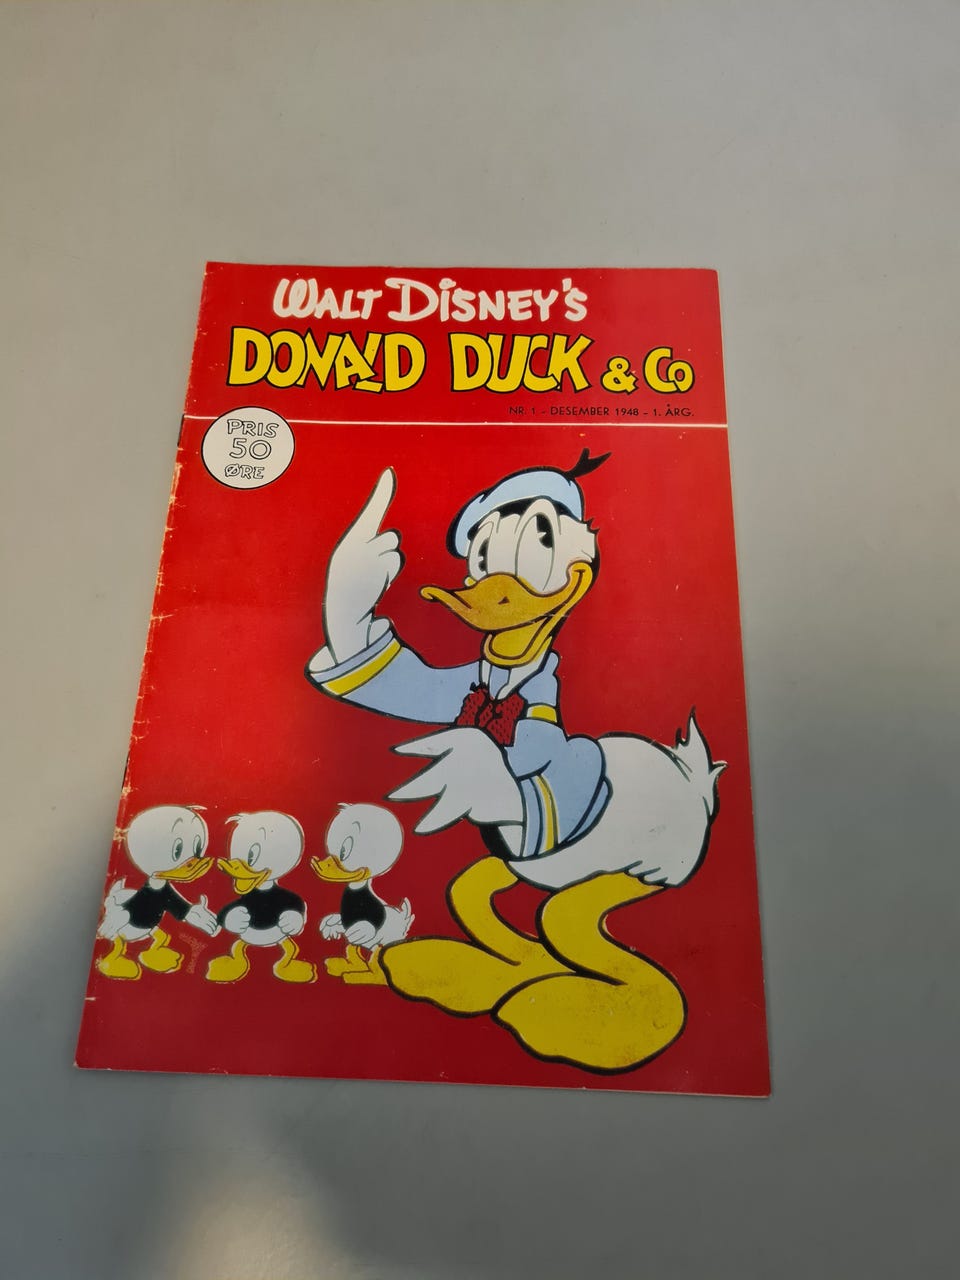 WALT DISNEY'S
DONALD DUCK & CO
NR. 1 - DESEMBER 1948 - 1. ÅRG.
PRIS
50
ØRE